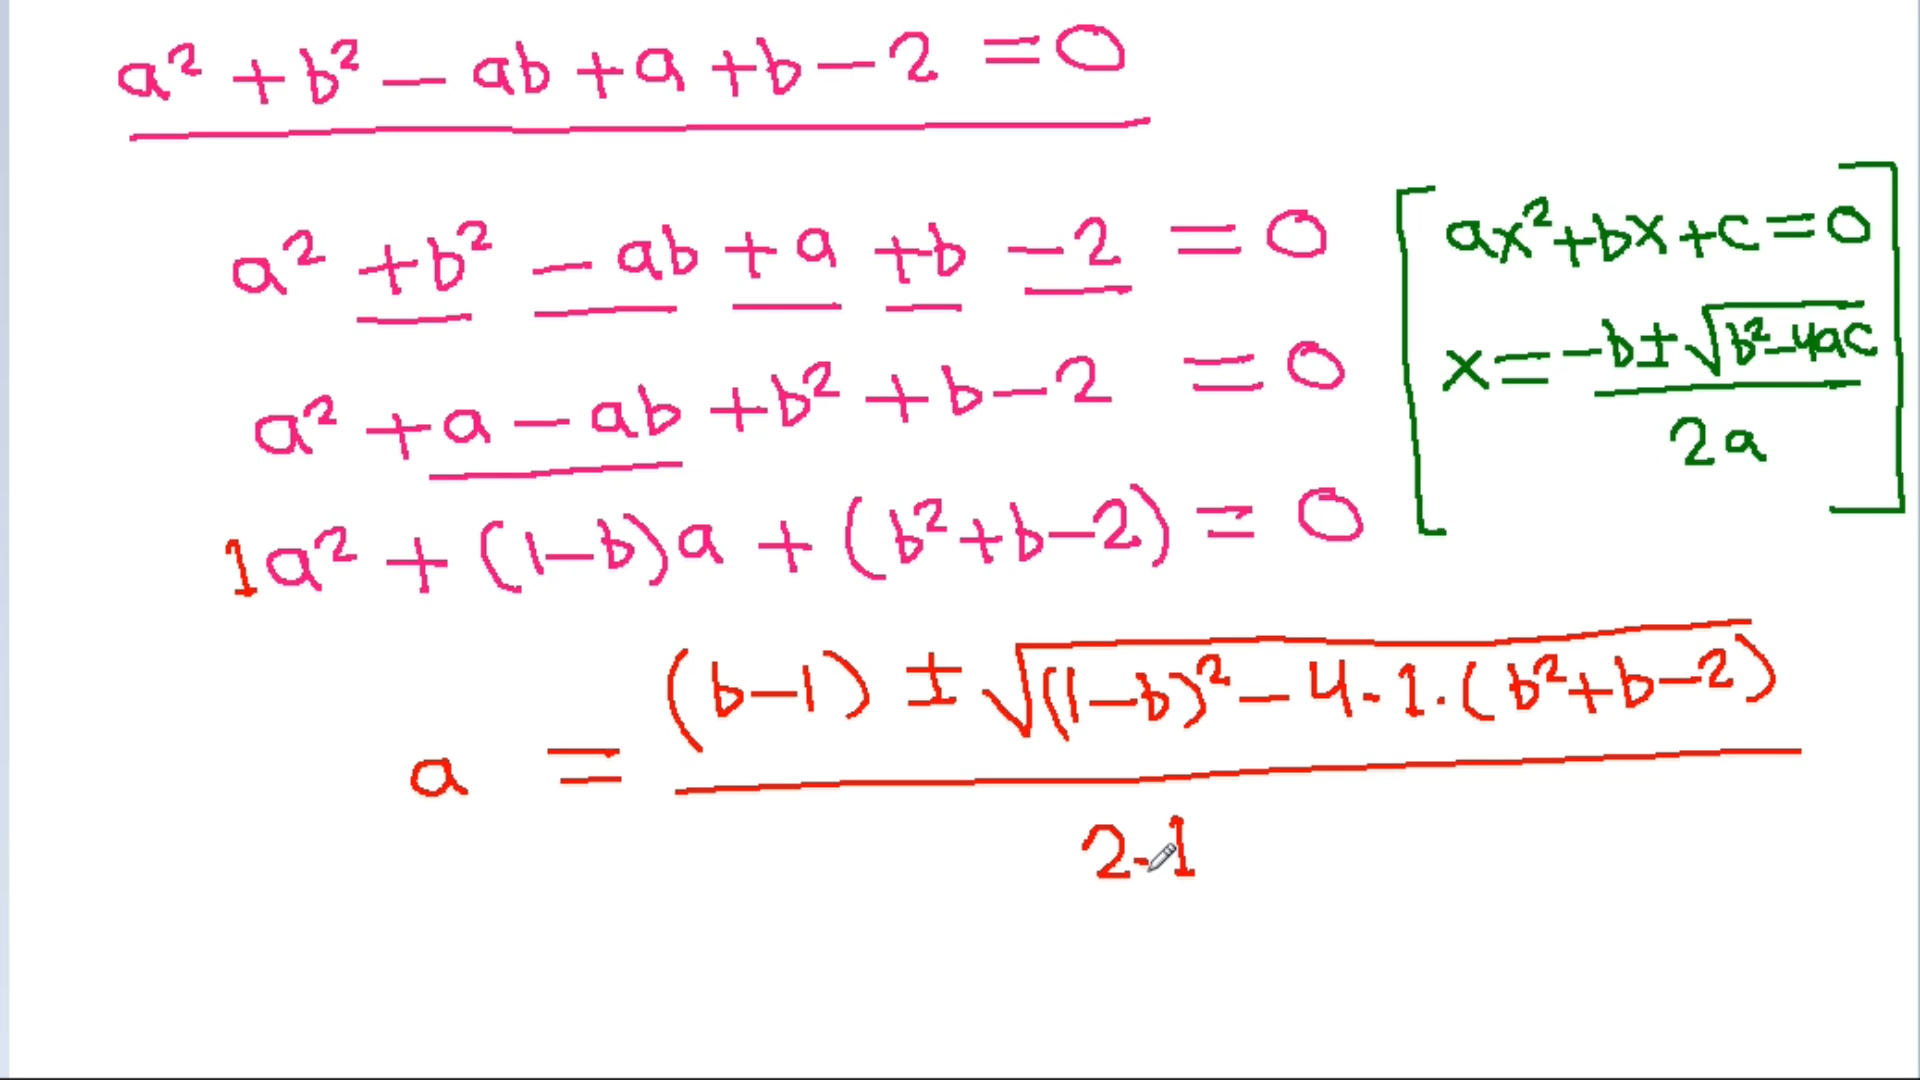 a² + b² − ab + a + b − 2 = 0
a² + b² − ab + a + b − 2 = 0
a² + a − ab + b² + b − 2 = 0
1a² + (1−b)a + (b² + b − 2) = 0
a = ((b−1) ± √((1−b)² − 4·1·(b² + b − 2))) / (2·1)
ax² + bx + c = 0
x = (−b ± √(b² − 4ac)) / (2a)